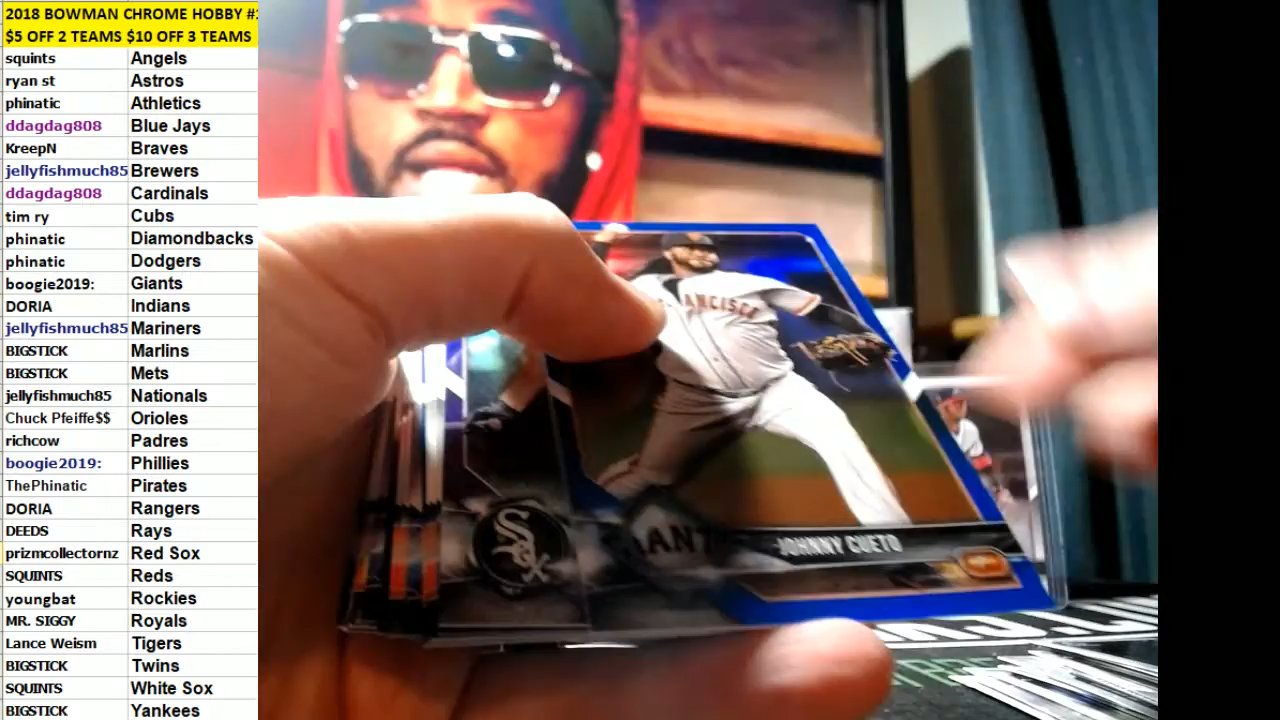 2018 BOWMAN CHROME HOBBY #
$5 OFF 2 TEAMS $10 OFF 3 TEAMS
squints Angels
ryan st Astros
phinatic Athletics
ddagdag808 Blue Jays
KreepN Braves
jellyfishmuch85 Brewers
ddagdag808 Cardinals
tim ry Cubs
phinatic Diamondbacks
phinatic Dodgers
boogie2019: Giants
DORIA Indians
jellyfishmuch85 Mariners
BIGSTICK Marlins
BIGSTICK Mets
jellyfishmuch85 Nationals
Chuck Pfeiffe$$ Orioles
richcow Padres
boogie2019: Phillies
ThePhinatic Pirates
DORIA Rangers
DEEDS Rays
prizmcollectornz Red Sox
SQUINTS Reds
youngbat Rockies
MR. SIGGY Royals
Lance Weism Tigers
BIGSTICK Twins
SQUINTS White Sox
BIGSTICK Yankees
ANCISCO
ANT
JOHNNY CUETO
Sox